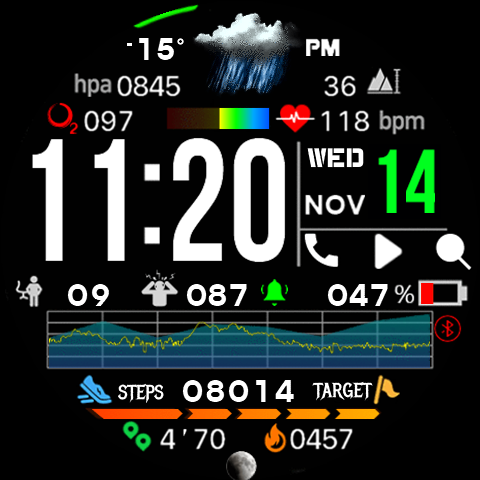 -15° PM
hpa 0845 36
O2 097 118 bpm
11:20 WED 14
NOV
09 087 047 %
STEPS 08014 TARGET
4'70 0457